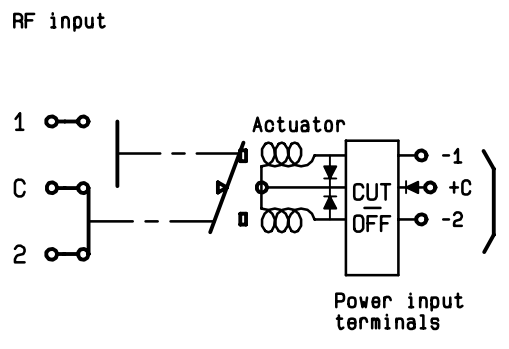 RF input
1
Actuator
-1
C
CUT
+C
OFF
-2
2
Power input
terminals